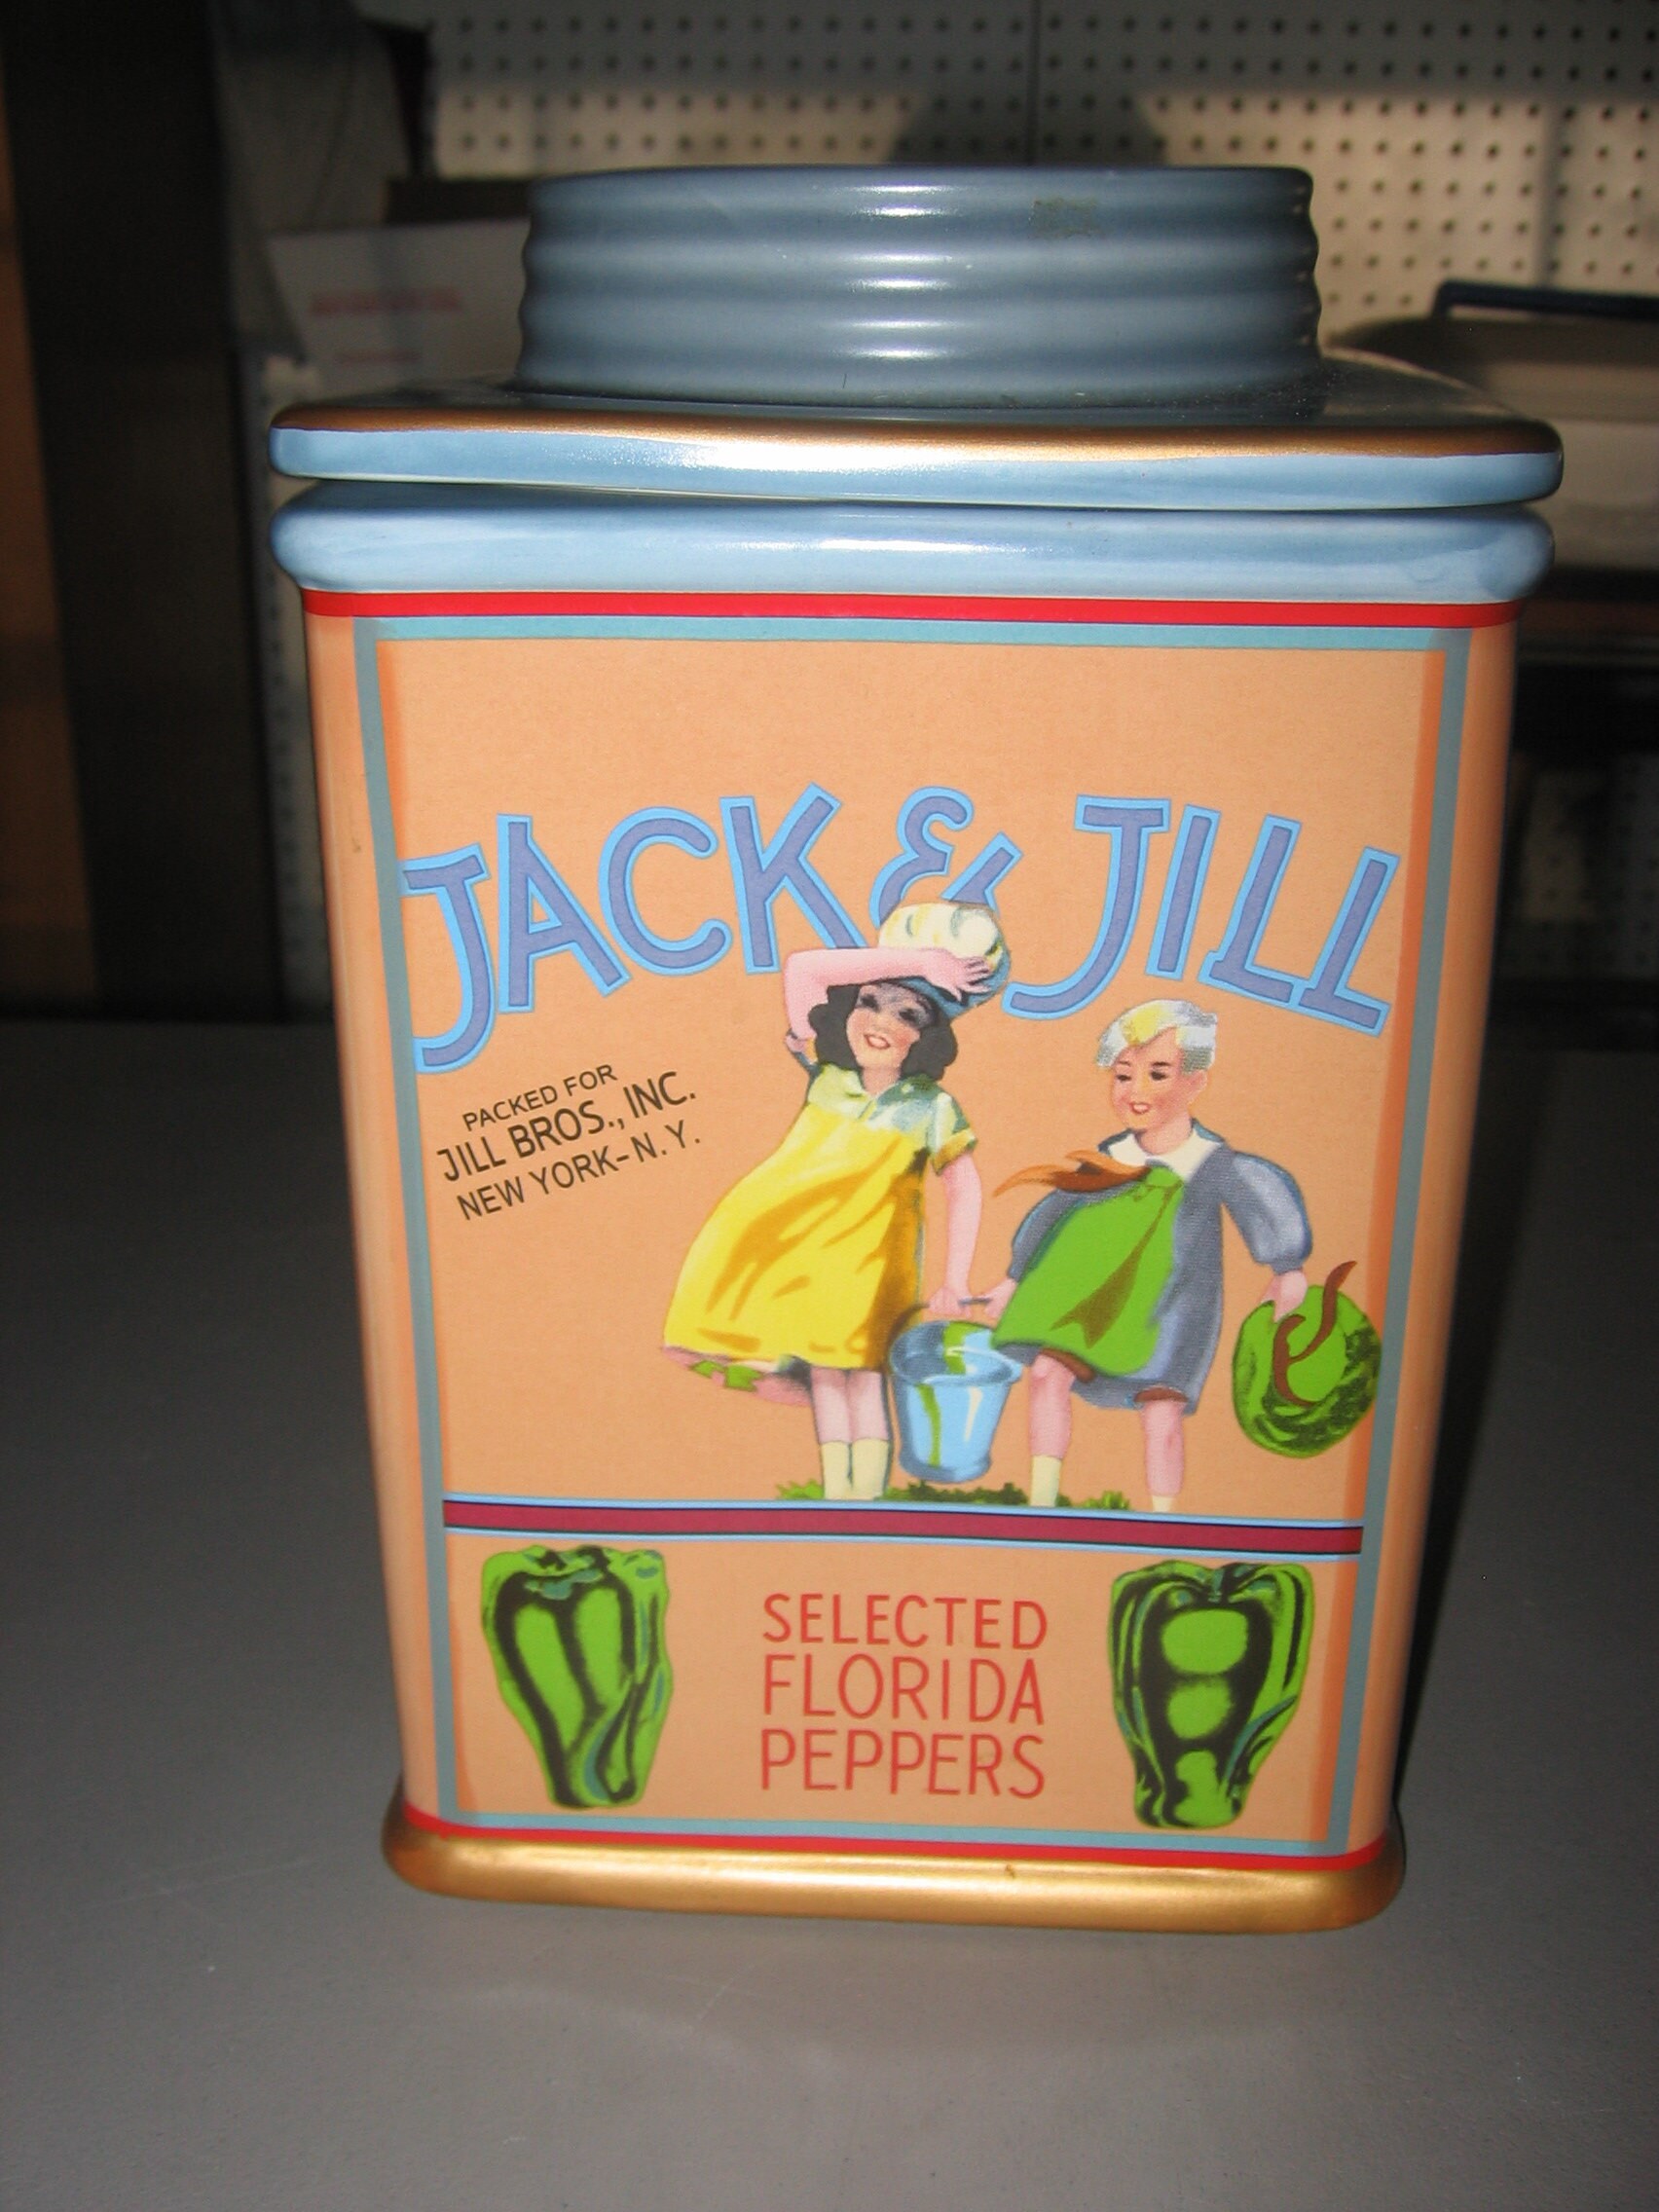 JACK & JILL
PACKED FOR
JILL BROS., INC.
NEW YORK-N.Y.
SELECTED
FLORIDA
PEPPERS